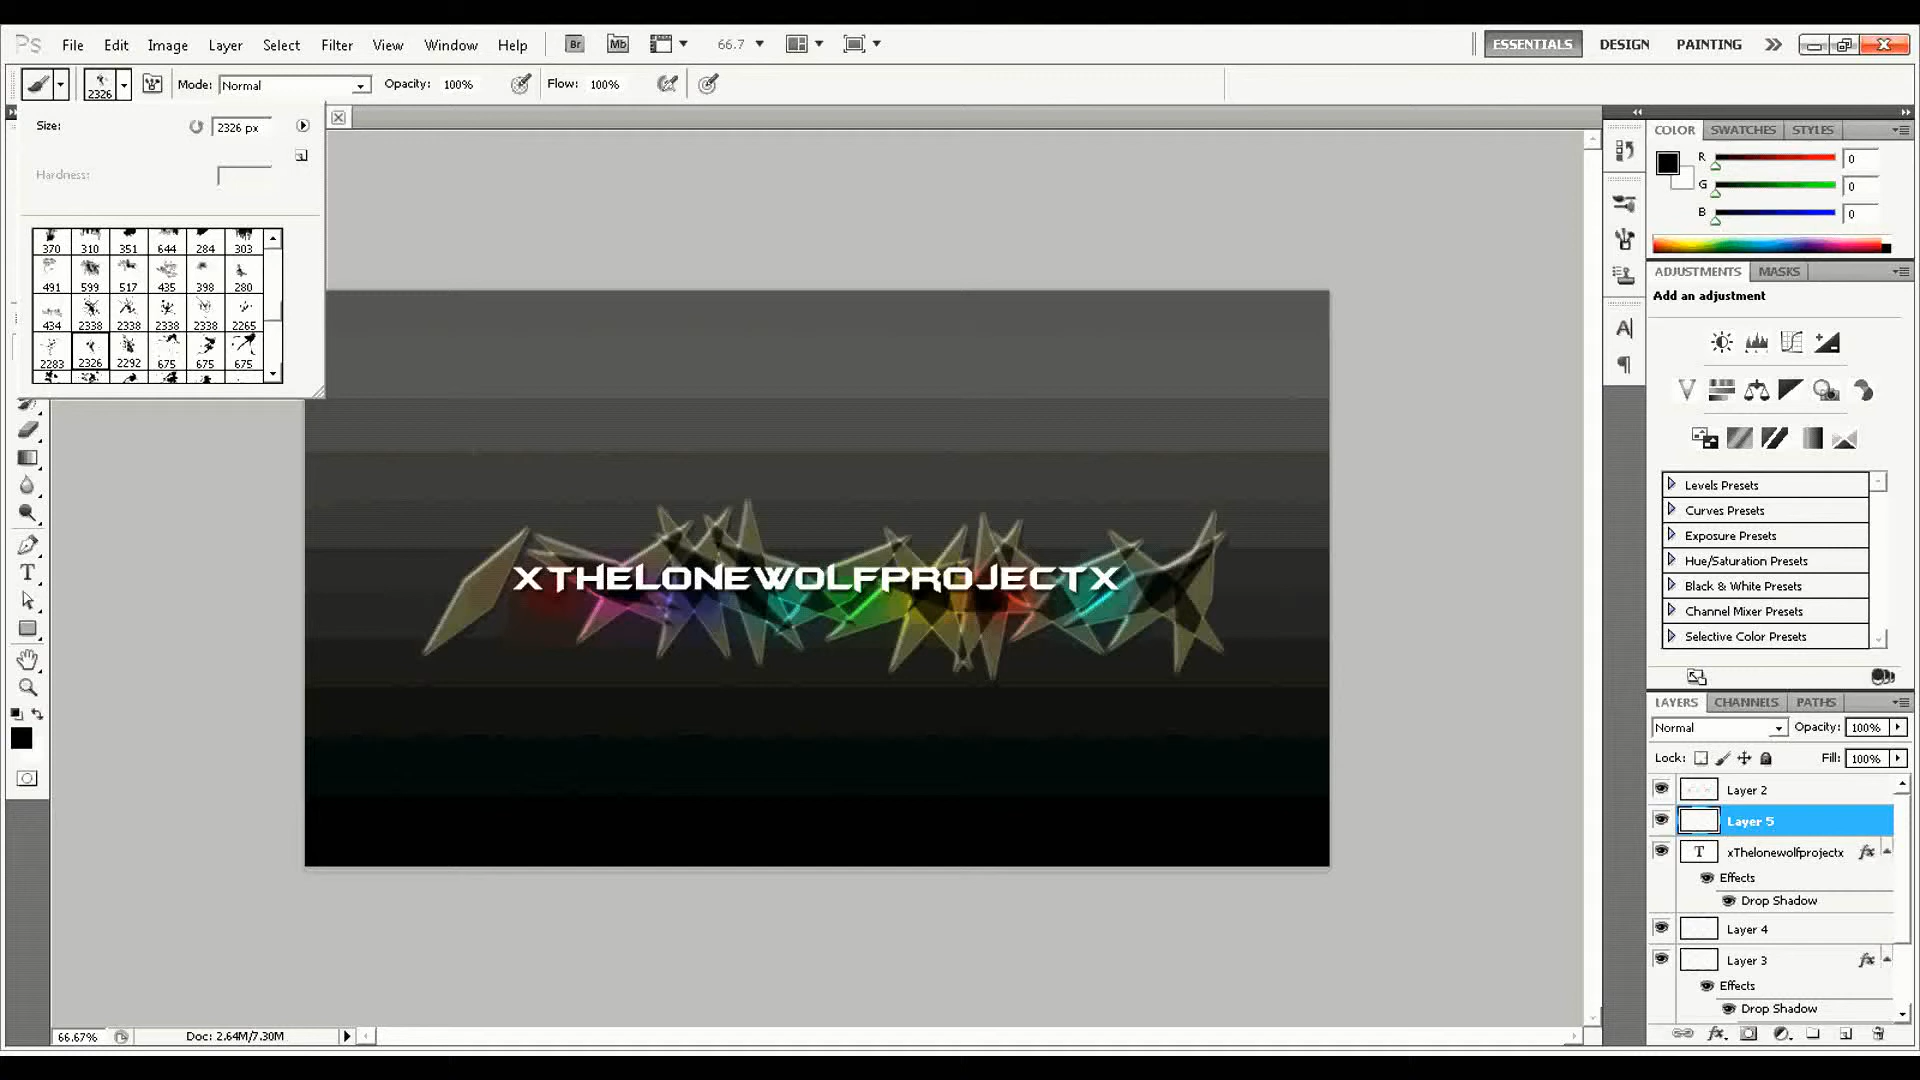 Ps File Edit Image Layer Select Filter View Window Help Br Mb 66.7 ESSENTIALS DESIGN PAINTING
2326 Mode: Normal Opacity: 100% Flow: 100%
Size: 2326 px
Hardness:
370 310 351 644 284 303
491 599 517 435 398 280
434 2338 2338 2338 2338 2265
2283 2326 2292 675 675 675
XTHELONEWOLFPROJECTX
COLOR SWATCHES STYLES
R 0
G 0
B 0
ADJUSTMENTS MASKS
Add an adjustment
Levels Presets
Curves Presets
Exposure Presets
Hue/Saturation Presets
Black & White Presets
Channel Mixer Presets
Selective Color Presets
LAYERS CHANNELS PATHS
Normal Opacity: 100%
Lock: Fill: 100%
Layer 2
Layer 5
T xThelonewolfprojectx fx
Effects
Drop Shadow
Layer 4
Layer 3 fx
Effects
Drop Shadow
66.67% Doc: 2.64M/7.30M